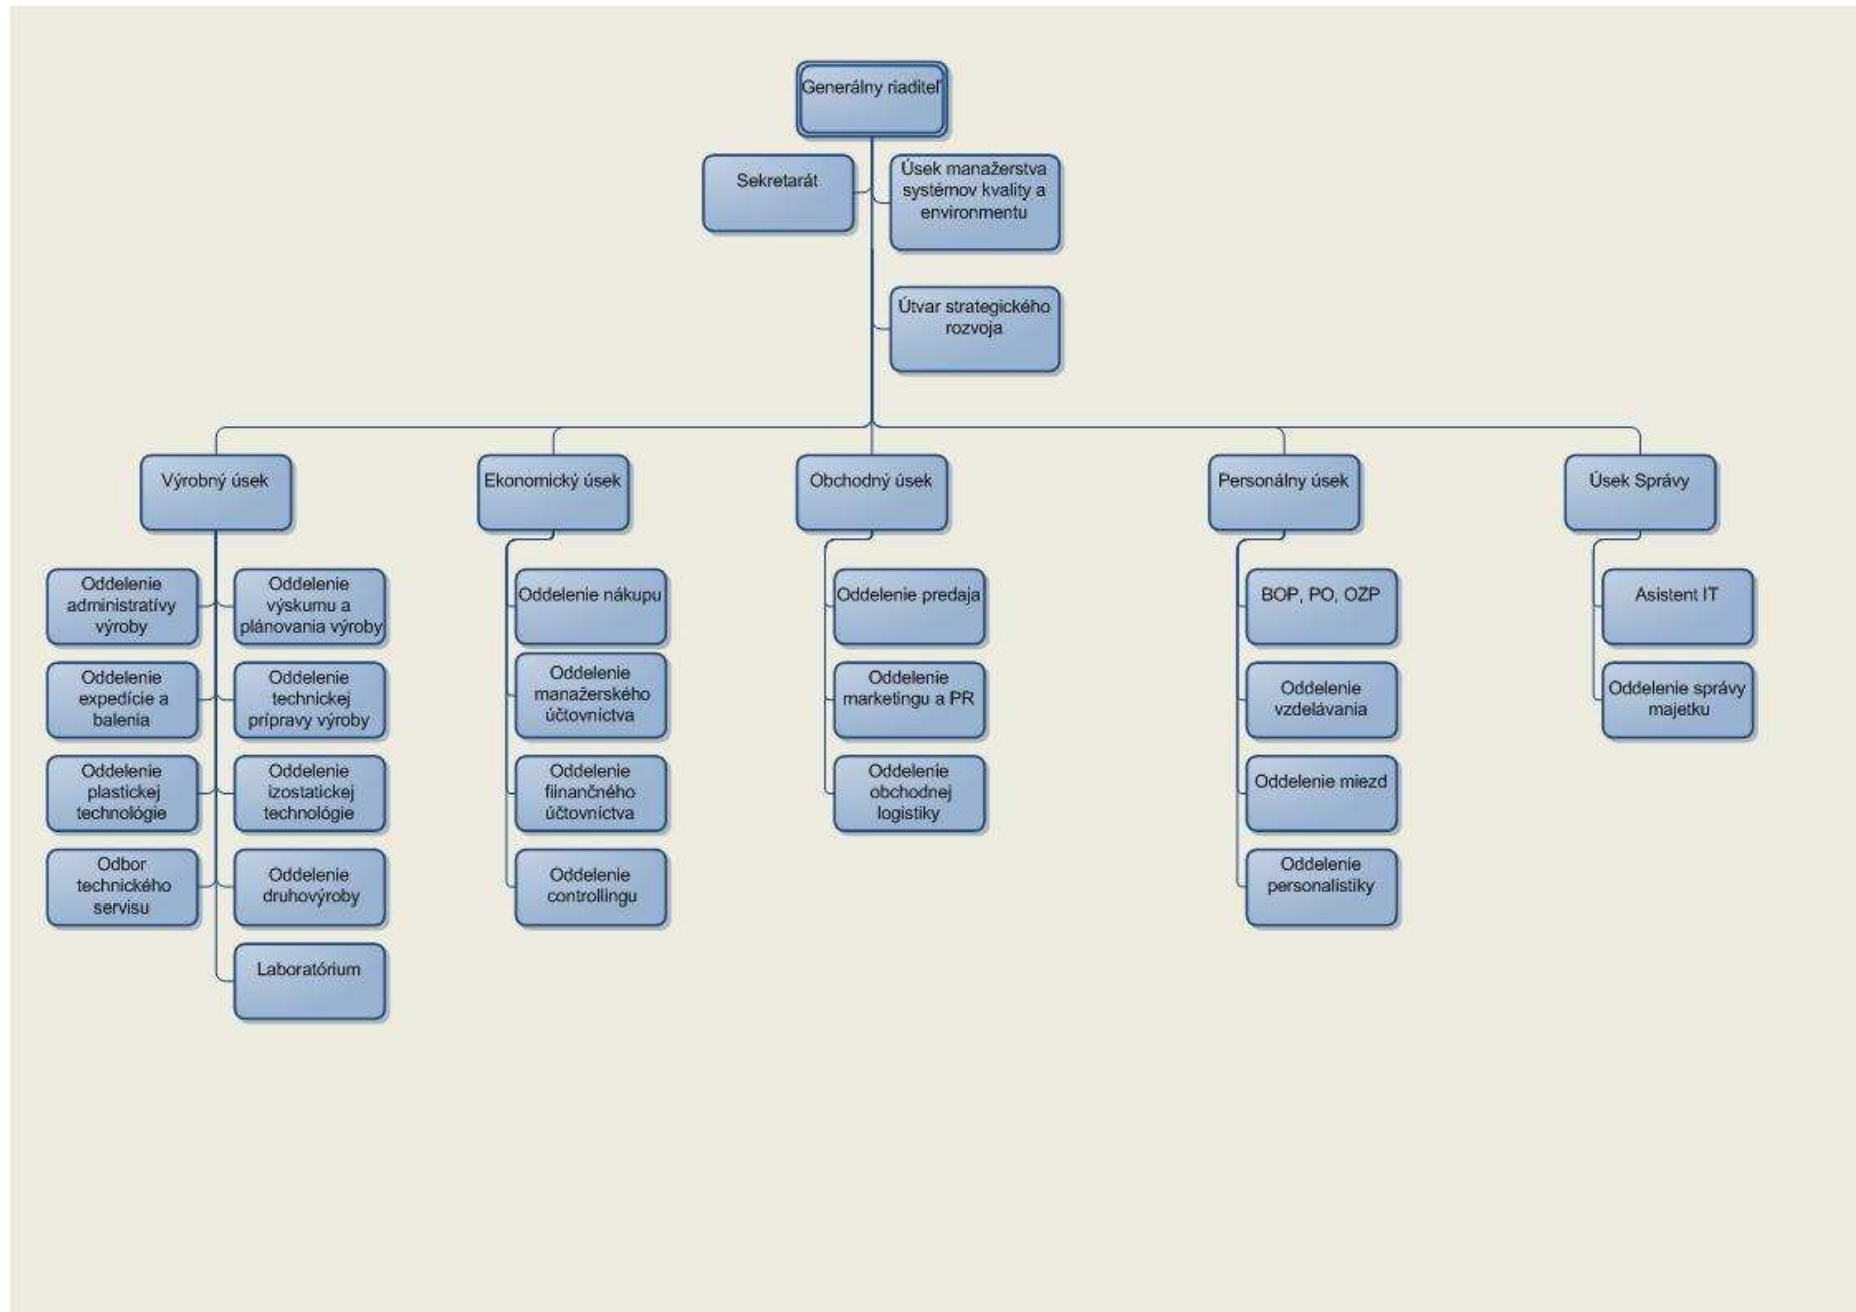 Generálny riaditeľ
Sekretarát
Úsek manažerstva
systémov kvality a
environmentu
Útvar strategického
rozvoja
Výrobný úsek
Ekonomický úsek
Obchodný úsek
Personálny úsek
Úsek Správy
Oddelenie
administratívy
výroby
Oddelenie
výskumu a
plánovania výroby
Oddelenie
expedície a
balenia
Oddelenie
technickej
prípravy výroby
Oddelenie
plastickej
technológie
Oddelenie
izostatickej
technológie
Odbor
technického
servisu
Oddelenie
druhovýroby
Laboratórium
Oddelenie nákupu
Oddelenie
manažerského
účtovníctva
Oddelenie
fiinančného
účtovníctva
Oddelenie
controllingu
Oddelenie predaja
Oddelenie
marketingu a PR
Oddelenie
obchodnej
logistiky
BOP, PO, OZP
Oddelenie
vzdelávania
Oddelenie miezd
Oddelenie
personalistiky
Asistent IT
Oddelenie správy
majetku